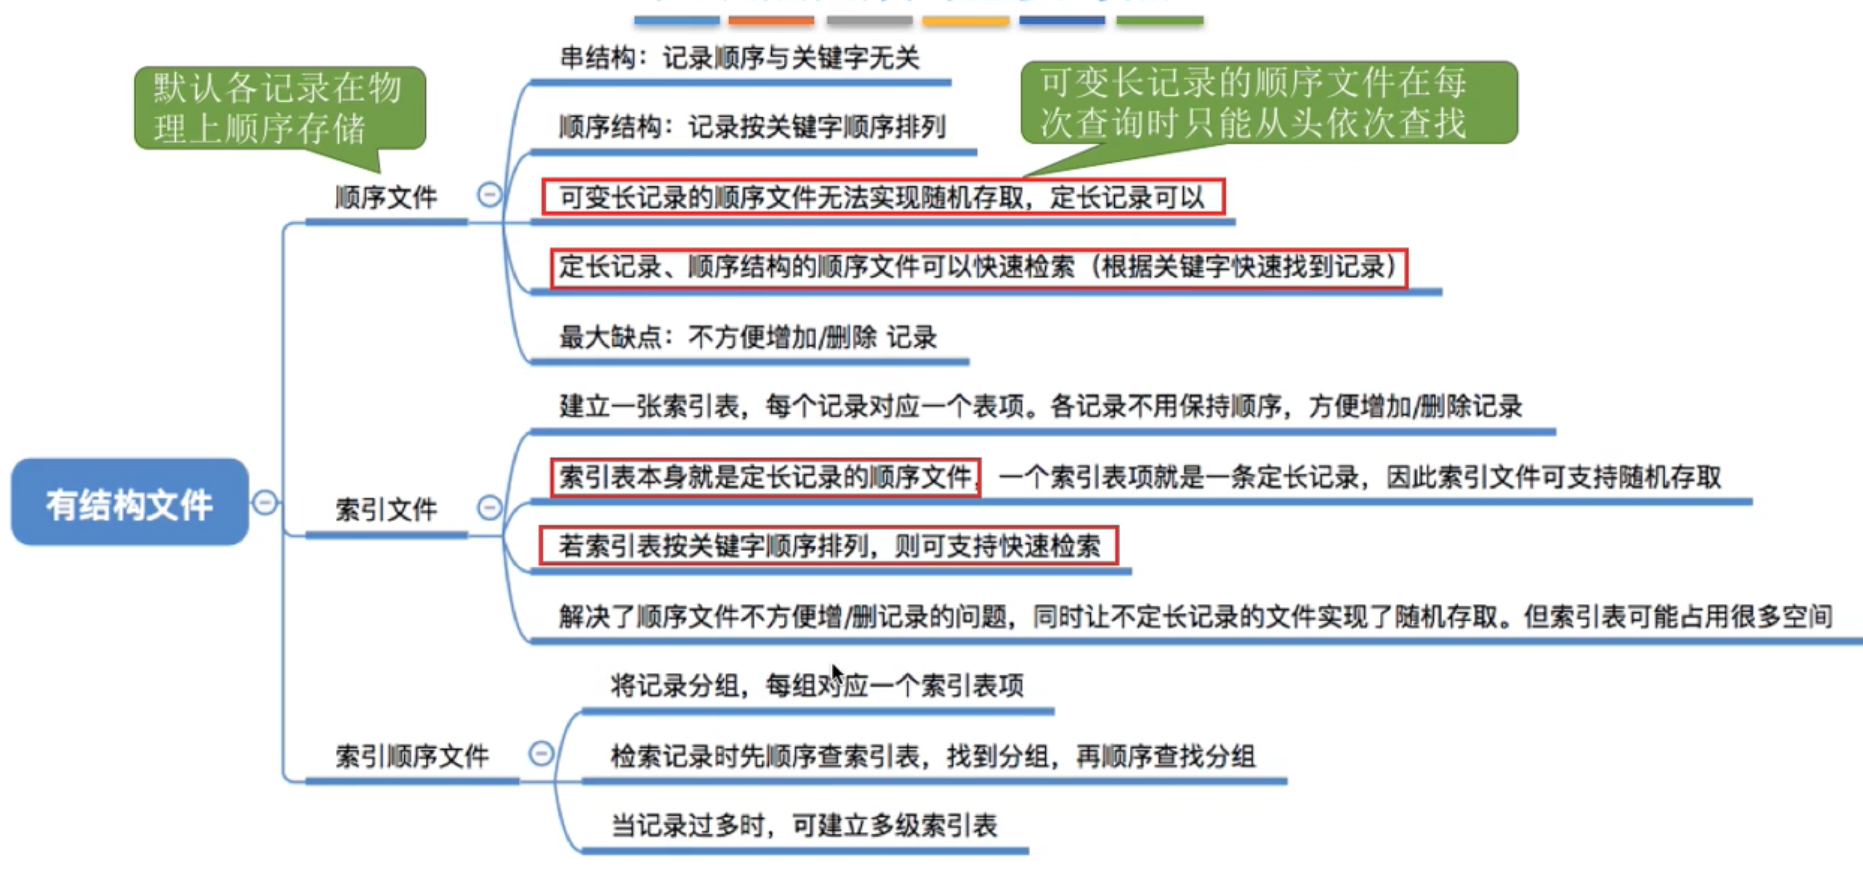 默认各记录在物
理上顺序存储
可变长记录的顺序文件在每
次查询时只能从头依次查找
有结构文件
顺序文件
串结构：记录顺序与关键字无关
顺序结构：记录按关键字顺序排列
可变长记录的顺序文件无法实现随机存取，定长记录可以
定长记录、顺序结构的顺序文件可以快速检索（根据关键字快速找到记录）
最大缺点：不方便增加/删除 记录
索引文件
建立一张索引表，每个记录对应一个表项。各记录不用保持顺序，方便增加/删除记录
索引表本身就是定长记录的顺序文件，一个索引表项就是一条定长记录，因此索引文件可支持随机存取
若索引表按关键字顺序排列，则可支持快速检索
解决了顺序文件不方便增/删记录的问题，同时让不定长记录的文件实现了随机存取。但索引表可能占用很多空间
索引顺序文件
将记录分组，每组对应一个索引表项
检索记录时先顺序查索引表，找到分组，再顺序查找分组
当记录过多时，可建立多级索引表